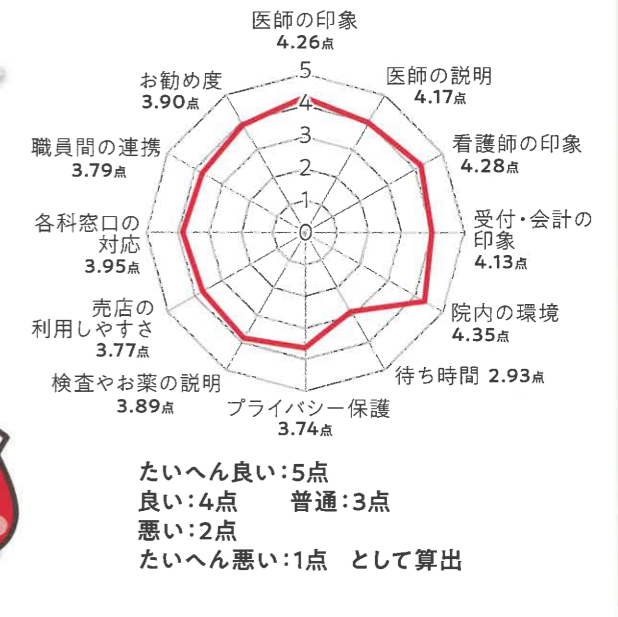 医師の印象
4.26点
医師の説明
4.17点
看護師の印象
4.28点
受付・会計の
印象
4.13点
院内の環境
4.35点
待ち時間 2.93点
プライバシー保護
3.74点
検査やお薬の説明
3.89点
売店の
利用しやすさ
3.77点
各科窓口の
対応
3.95点
職員間の連携
3.79点
お勧め度
3.90点
5
4
3
2
1
0
たいへん良い：5点
良い：4点　普通：3点
悪い：2点
たいへん悪い：1点　として算出